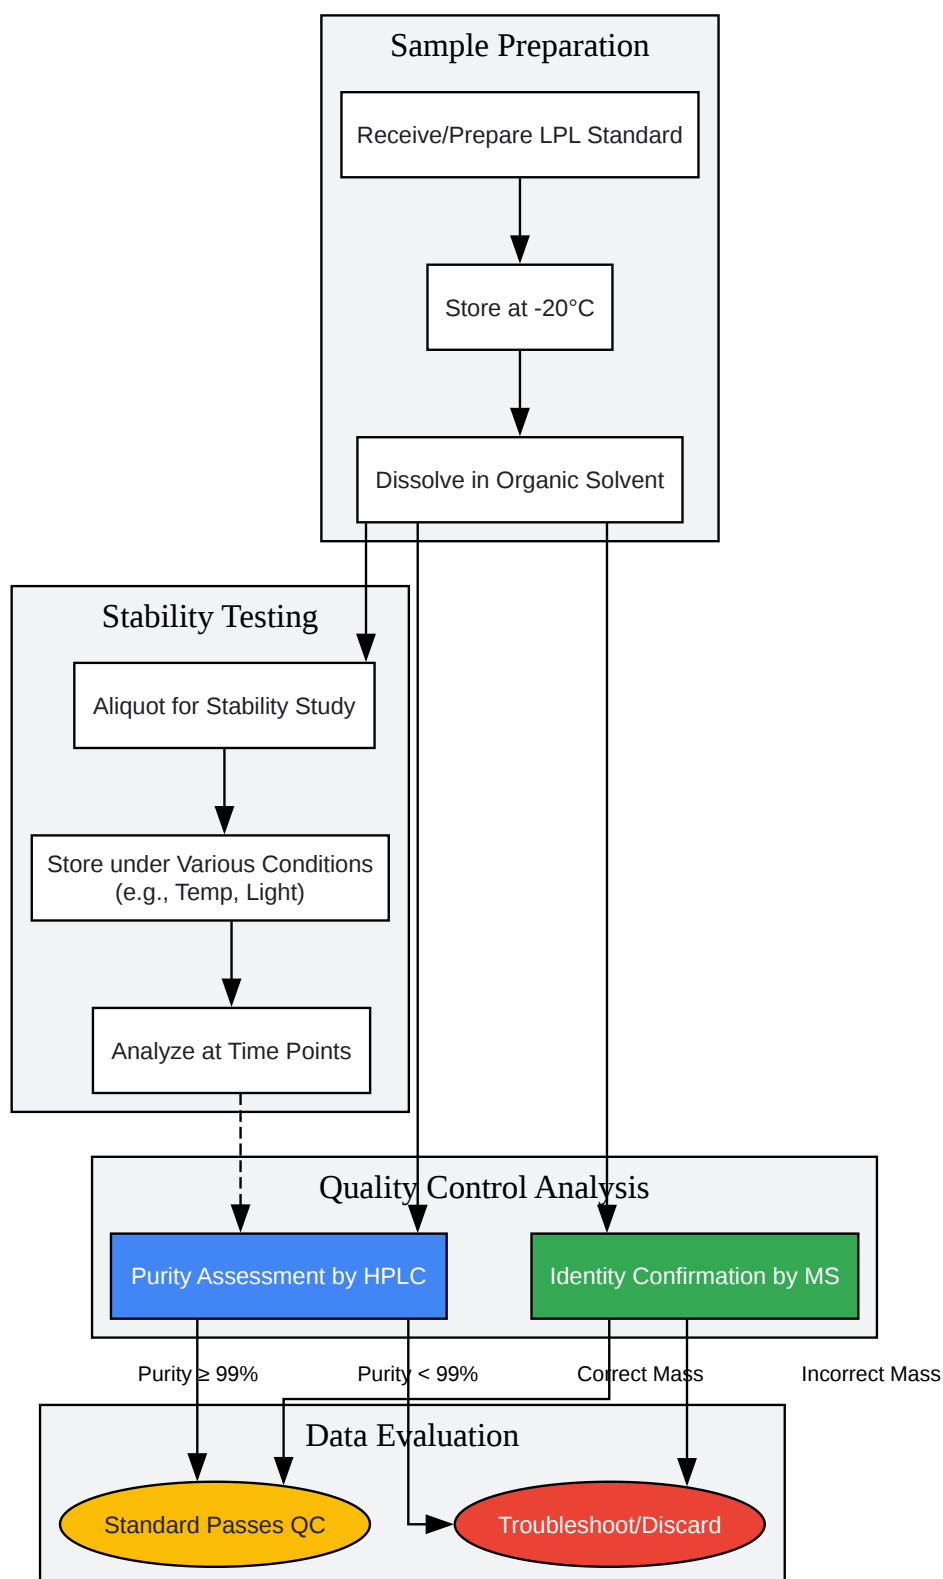 Sample Preparation
Receive/Prepare LPL Standard
Store at -20°C
Dissolve in Organic Solvent
Stability Testing
Aliquot for Stability Study
Store under Various Conditions
(e.g., Temp, Light)
Analyze at Time Points
Quality Control Analysis
Purity Assessment by HPLC
Identity Confirmation by MS
Purity ≥ 99%
Purity < 99%
Correct Mass
Incorrect Mass
Data Evaluation
Standard Passes QC
Troubleshoot/Discard